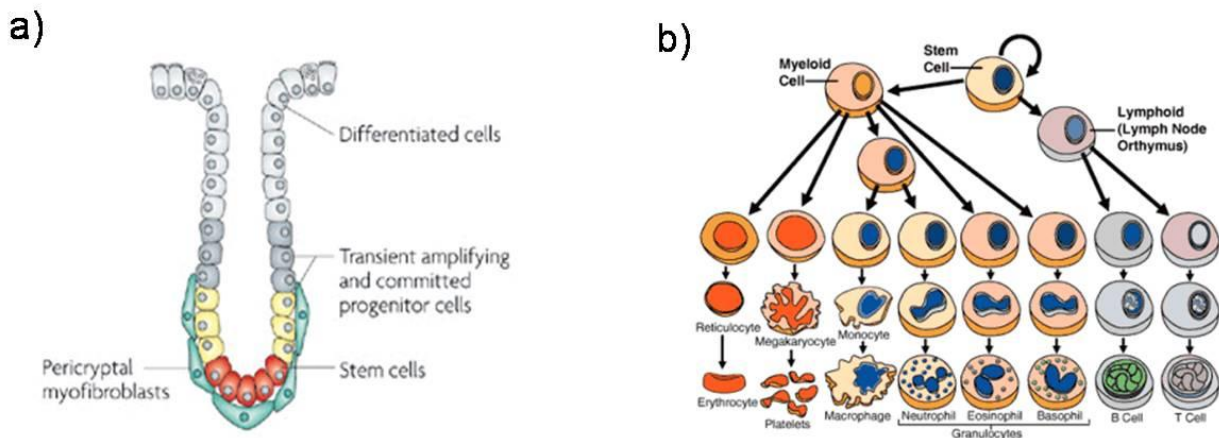 a)
Differentiated cells
Transient amplifying
and committed
progenitor cells
Pericryptal
myofibroblasts
Stem cells
b)
Myeloid
Cell
Stem
Cell
Lymphoid
(Lymph Node
Orthymus)
Reticulocyte
Megakaryocyte
Monocyte
Erythrocyte
Platelets
Macrophage
Neutrophil
Eosinophil
Basophil
B Cell
T Cell
Granulocytes